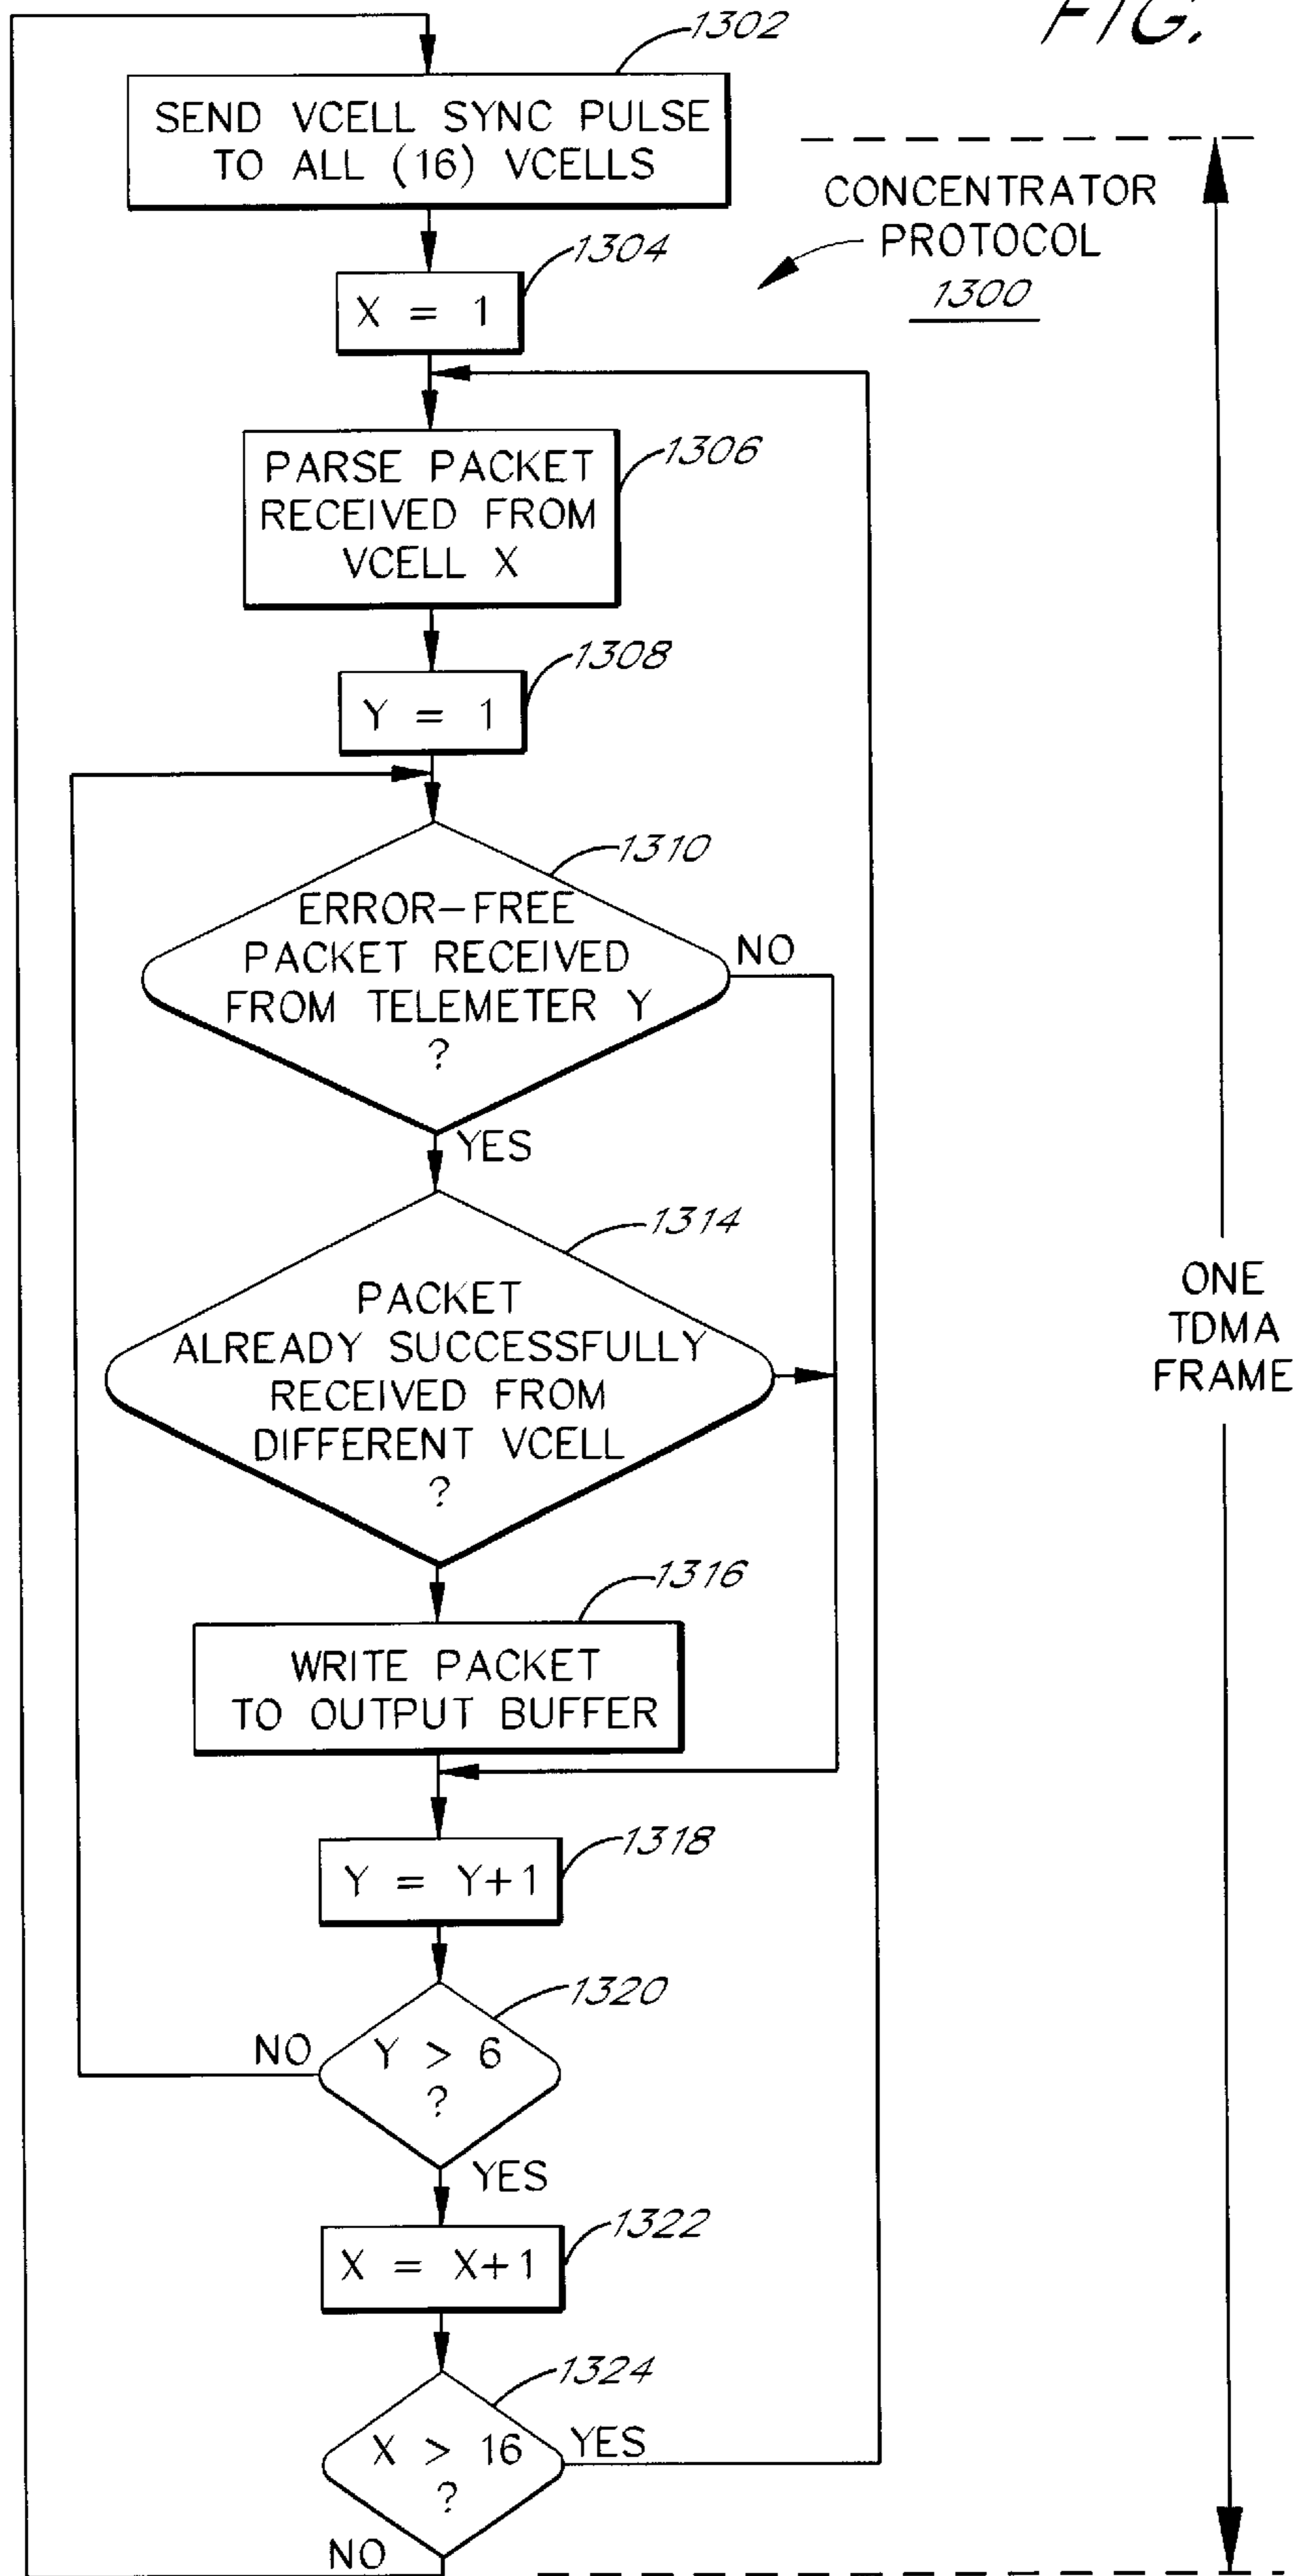 FIG.
1302
SEND VCELL SYNC PULSE
TO ALL (16) VCELLS
CONCENTRATOR
PROTOCOL
1300
1304
X = 1
1306
PARSE PACKET
RECEIVED FROM
VCELL X
1308
Y = 1
1310
ERROR-FREE
PACKET RECEIVED
FROM TELEMETER Y
?
NO
YES
1314
PACKET
ALREADY SUCCESSFULLY
RECEIVED FROM
DIFFERENT VCELL
?
ONE
TDMA
FRAME
1316
WRITE PACKET
TO OUTPUT BUFFER
1318
Y = Y+1
1320
Y > 6
?
NO
YES
1322
X = X+1
1324
X > 16
?
YES
NO